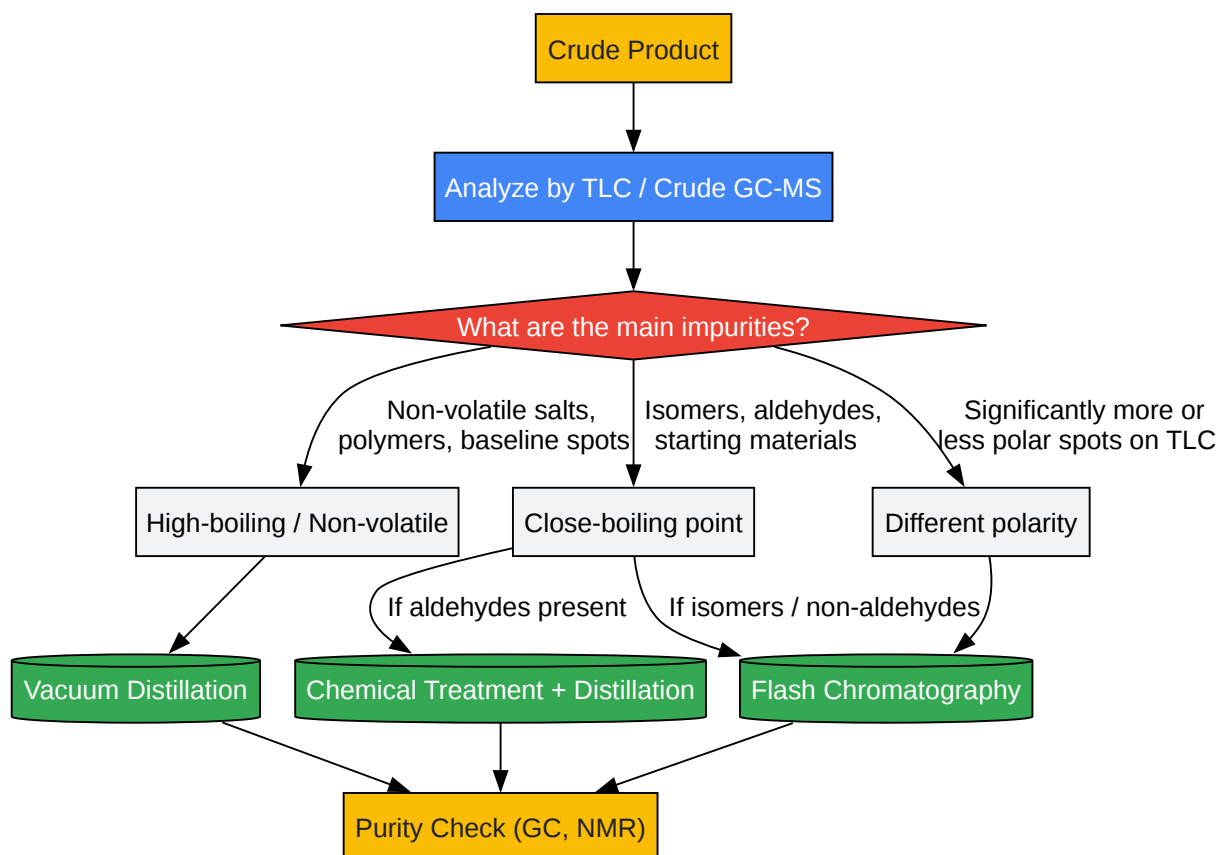 Crude Product
Analyze by TLC / Crude GC-MS
What are the main impurities?
Non-volatile salts,
polymers, baseline spots
Isomers, aldehydes,
starting materials
Significantly more or
less polar spots on TLC
High-boiling / Non-volatile
Close-boiling point
Different polarity
If aldehydes present
If isomers / non-aldehydes
Vacuum Distillation
Chemical Treatment + Distillation
Flash Chromatography
Purity Check (GC, NMR)